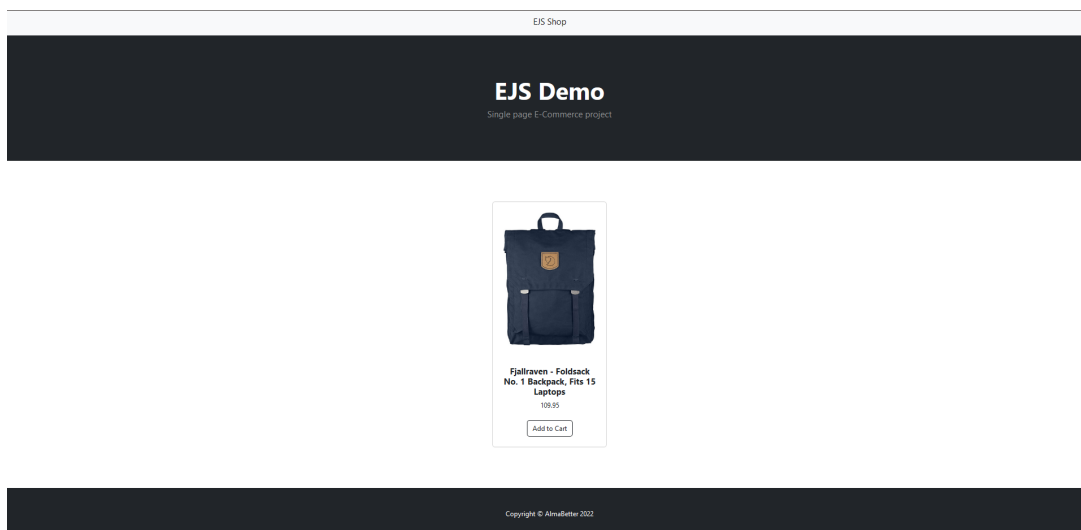 EJS Shop
EJS Demo
Single page E-Commerce project
Fjallraven - Foldsack
No. 1 Backpack, Fits 15
Laptops
109.95
Add to Cart
Copyright © AlmaBetter 2022